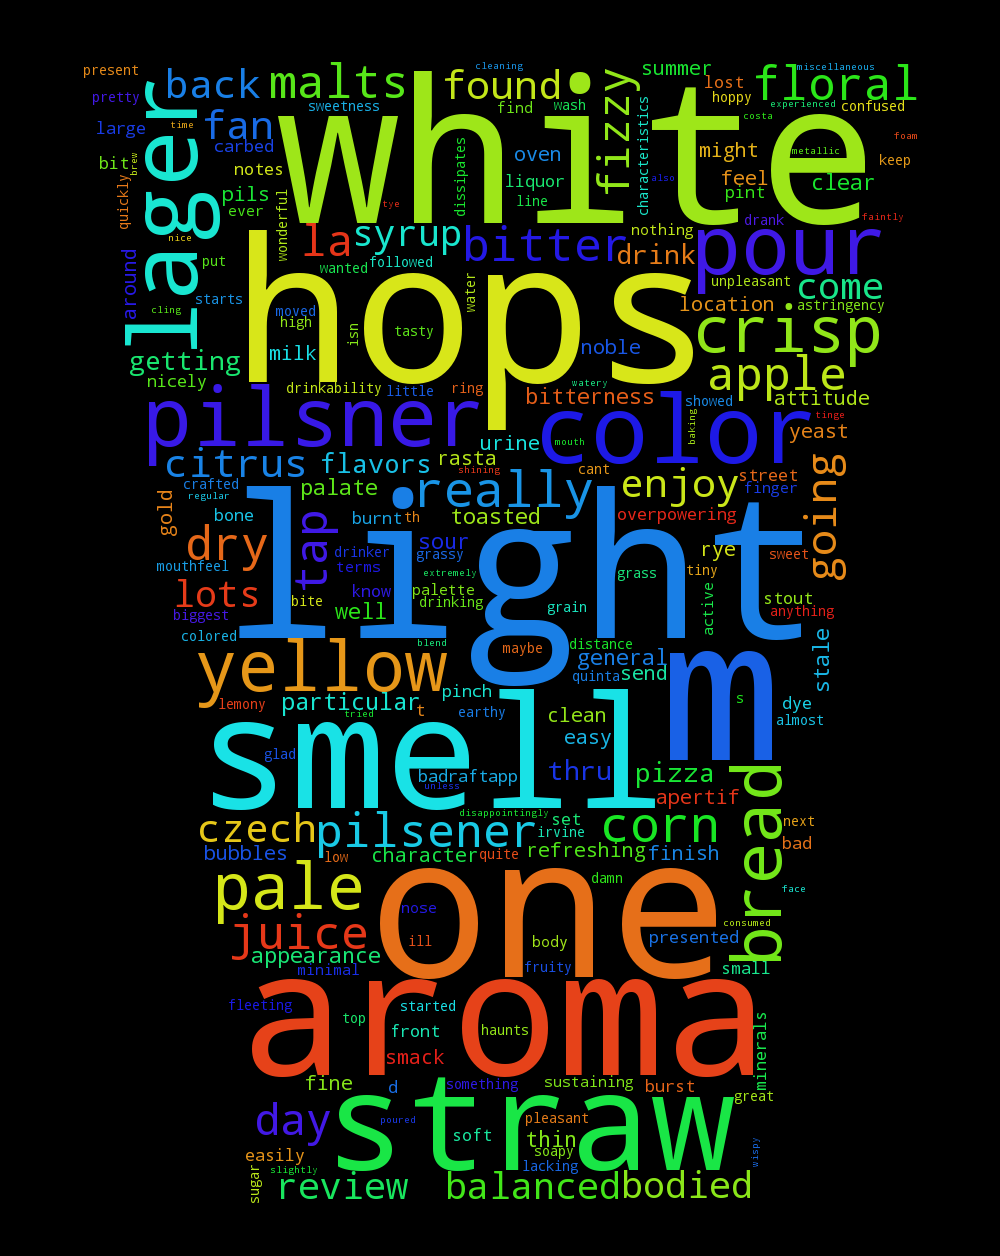 cleaning
miscellaneous
present
back
malts
found
fizzy
summer
lost
floral
pretty
sweetness
white
find
wash
characteristics
hoppy
experienced
confused
large
lager
fan
carbed
costa
foam
time
brew
oven
might
metallic
keep
bit
notes
dissipates
liquor
feel
clear
also
quickly
pils
wonderful
line
pint
ever
tye
drank
faintly
nice
la
syrup
bitter
nothing
drink
pour
around
put
wanted
followed
hops
water
unpleasant
come
starts
cling
moved
high
isn
tasty
location
astringency
crisp
getting
milk
noble
nicely
drinkability
little
ring
watery
bitterness
apple
attitude
showed
pilsner
color
baking
tinge
urine
mouth
yeast
citrus
flavors
rasta
shining
cant
street
going
crafted
regular
palate
really
enjoy
finger
gold
bone
tap
burnt
th
toasted
overpowering
dry
light
sour
grassy
rye
sweet
drinker
mouthfeel
terms
extremely
grass
tiny
lots
bite
know
palette
drinking
grain
active
stout
anything
biggest
well
colored
blend
maybe
distance
stale
yellow
general
m
quinta
send
lemony
particular
t
pinch
s
dye
tried
earthy
clean
almost
smell
easy
glad
badraftapp
unless
thru
pizza
bread
apertif
disappointingly
czech
pilsener
set
irvine
corn
next
bubbles
low
character
quite
refreshing
finish
bad
pale
one
damn
face
nose
consumed
juice
ill
body
presented
appearance
minimal
fruity
small
aroma
fleeting
started
top
front
haunts
minerals
smack
fine
d
something
sustaining
burst
straw
great
day
poured
pleasant
soft
thin
easily
soapy
wispy
slightly
lacking
sugar
review
balanced
bodied